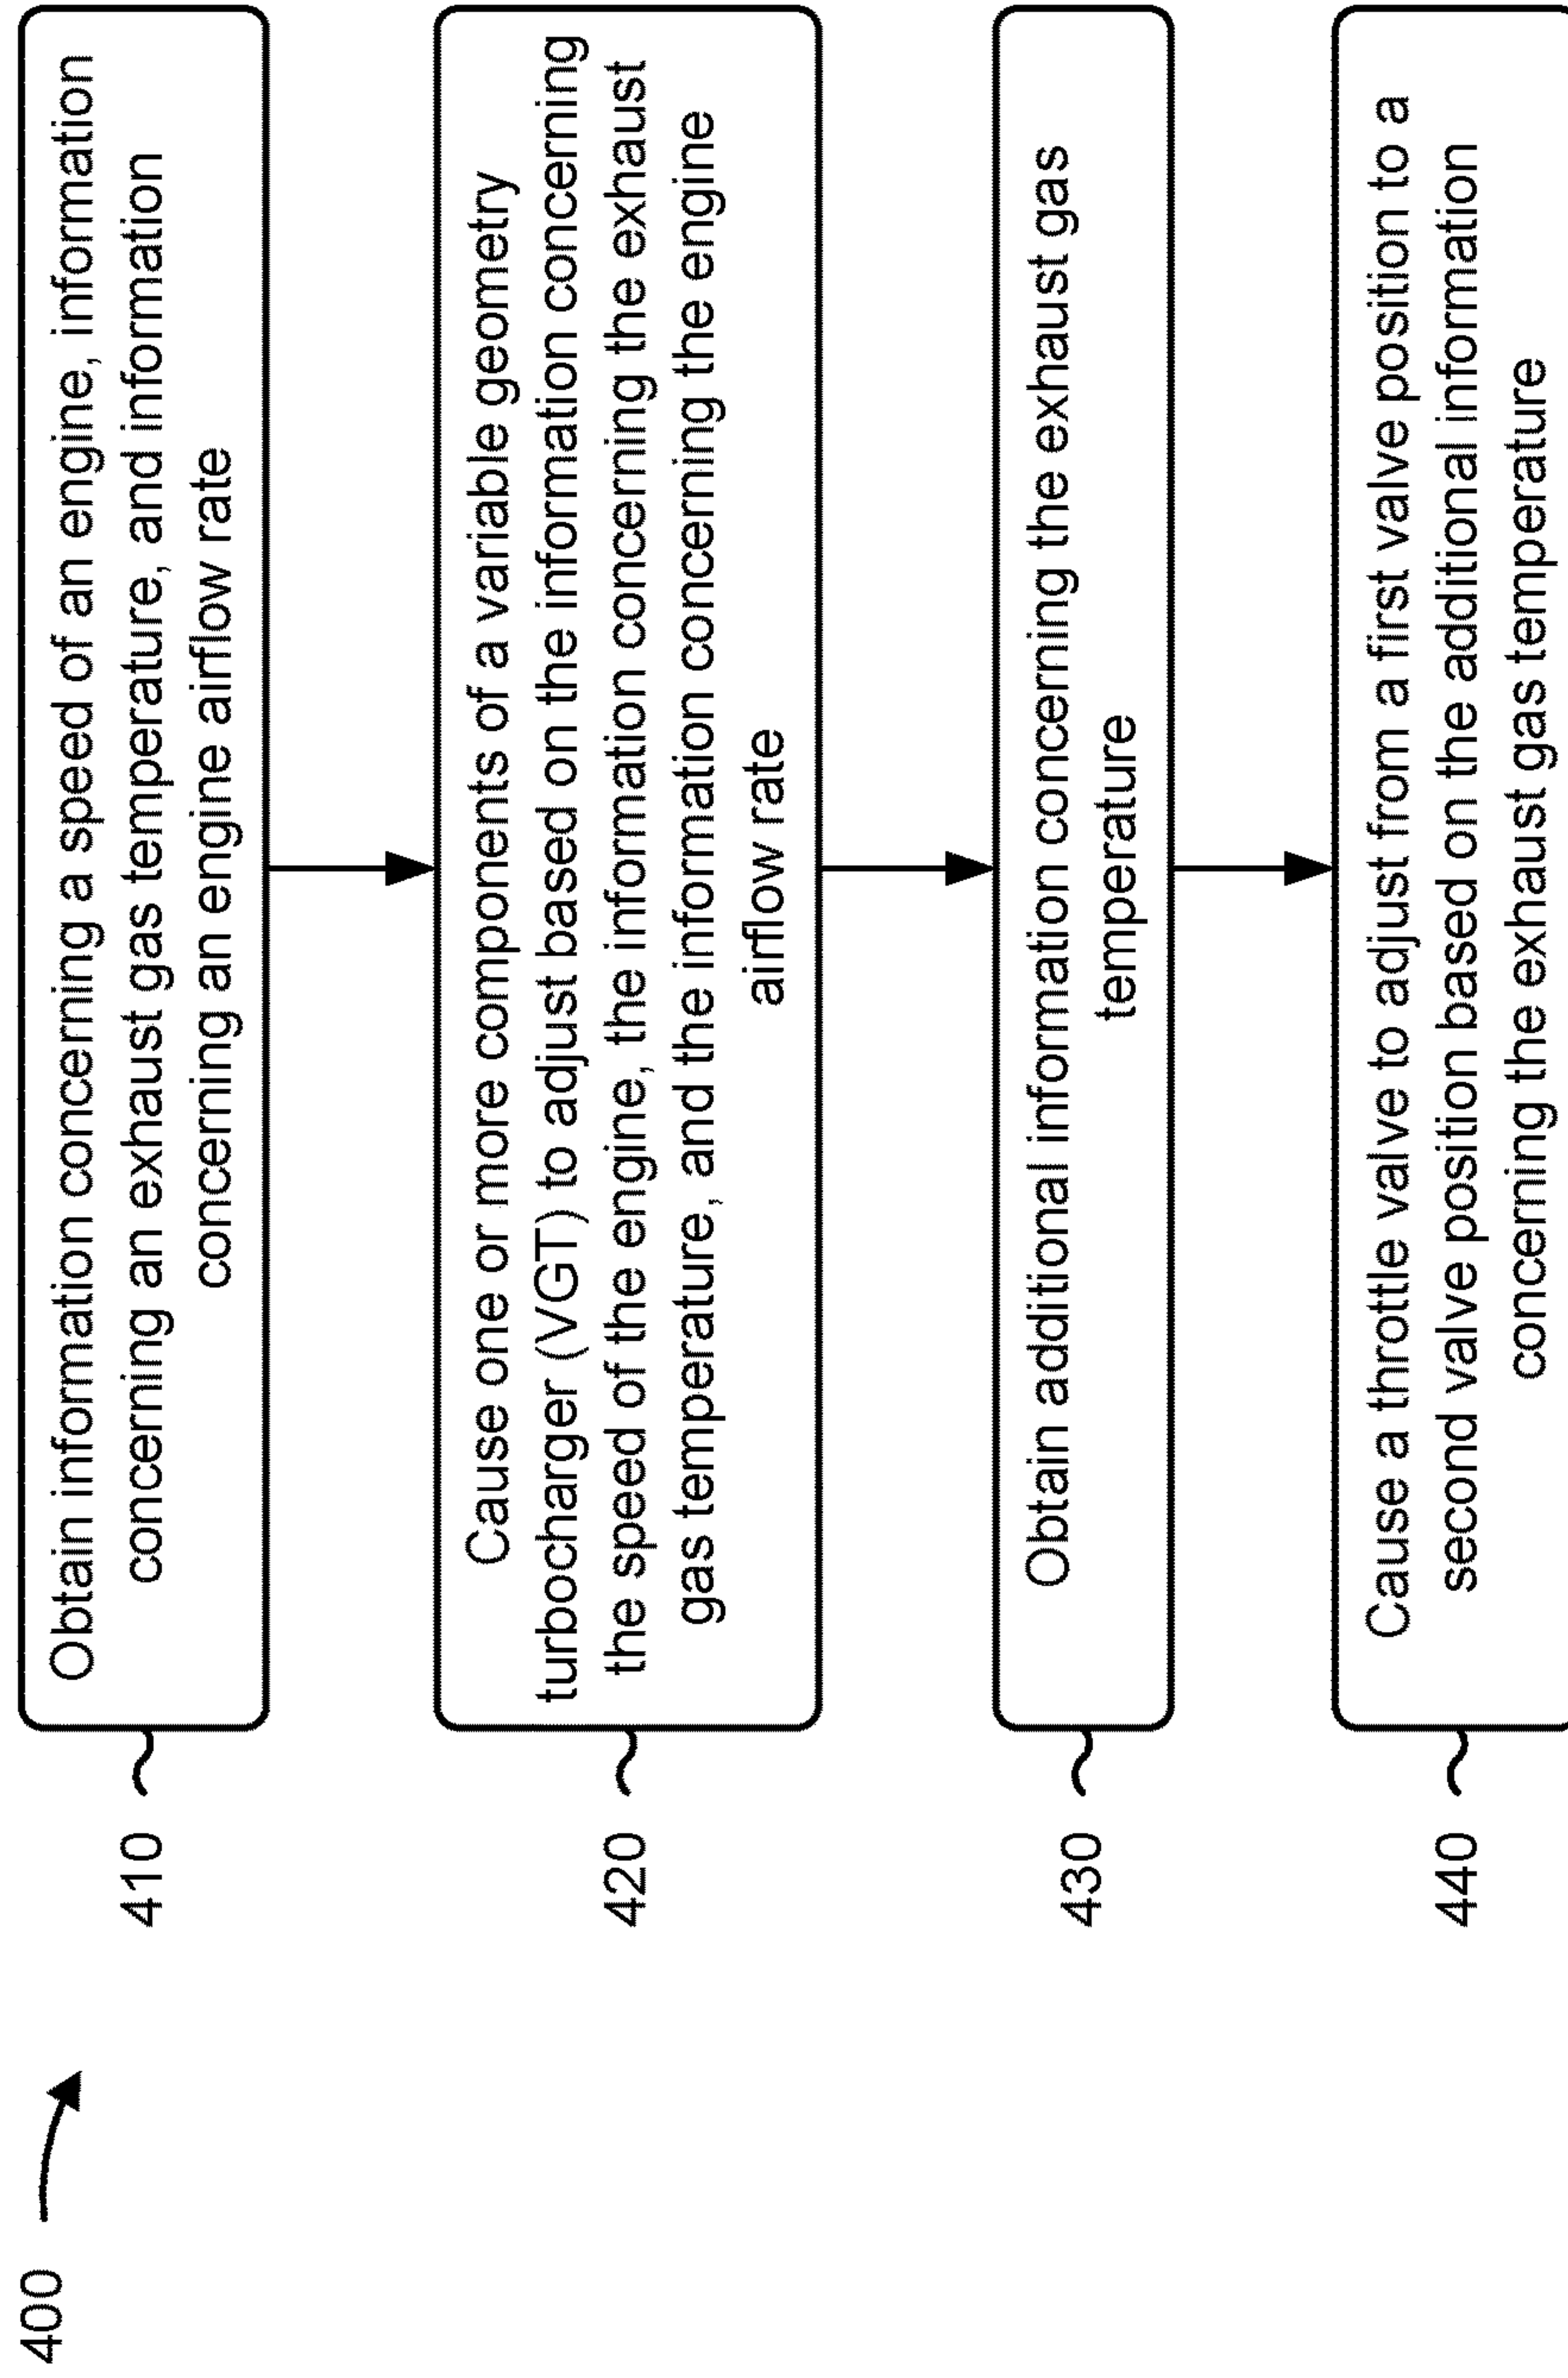 400
410
Obtain information concerning a speed of an engine, information
concerning an exhaust gas temperature, and information
concerning an engine airflow rate
420
Cause one or more components of a variable geometry
turbocharger (VGT) to adjust based on the information concerning
the speed of the engine, the information concerning the exhaust
gas temperature, and the information concerning the engine
airflow rate
430
Obtain additional information concerning the exhaust gas
temperature
440
Cause a throttle valve to adjust from a first valve position to a
second valve position based on the additional information
concerning the exhaust gas temperature